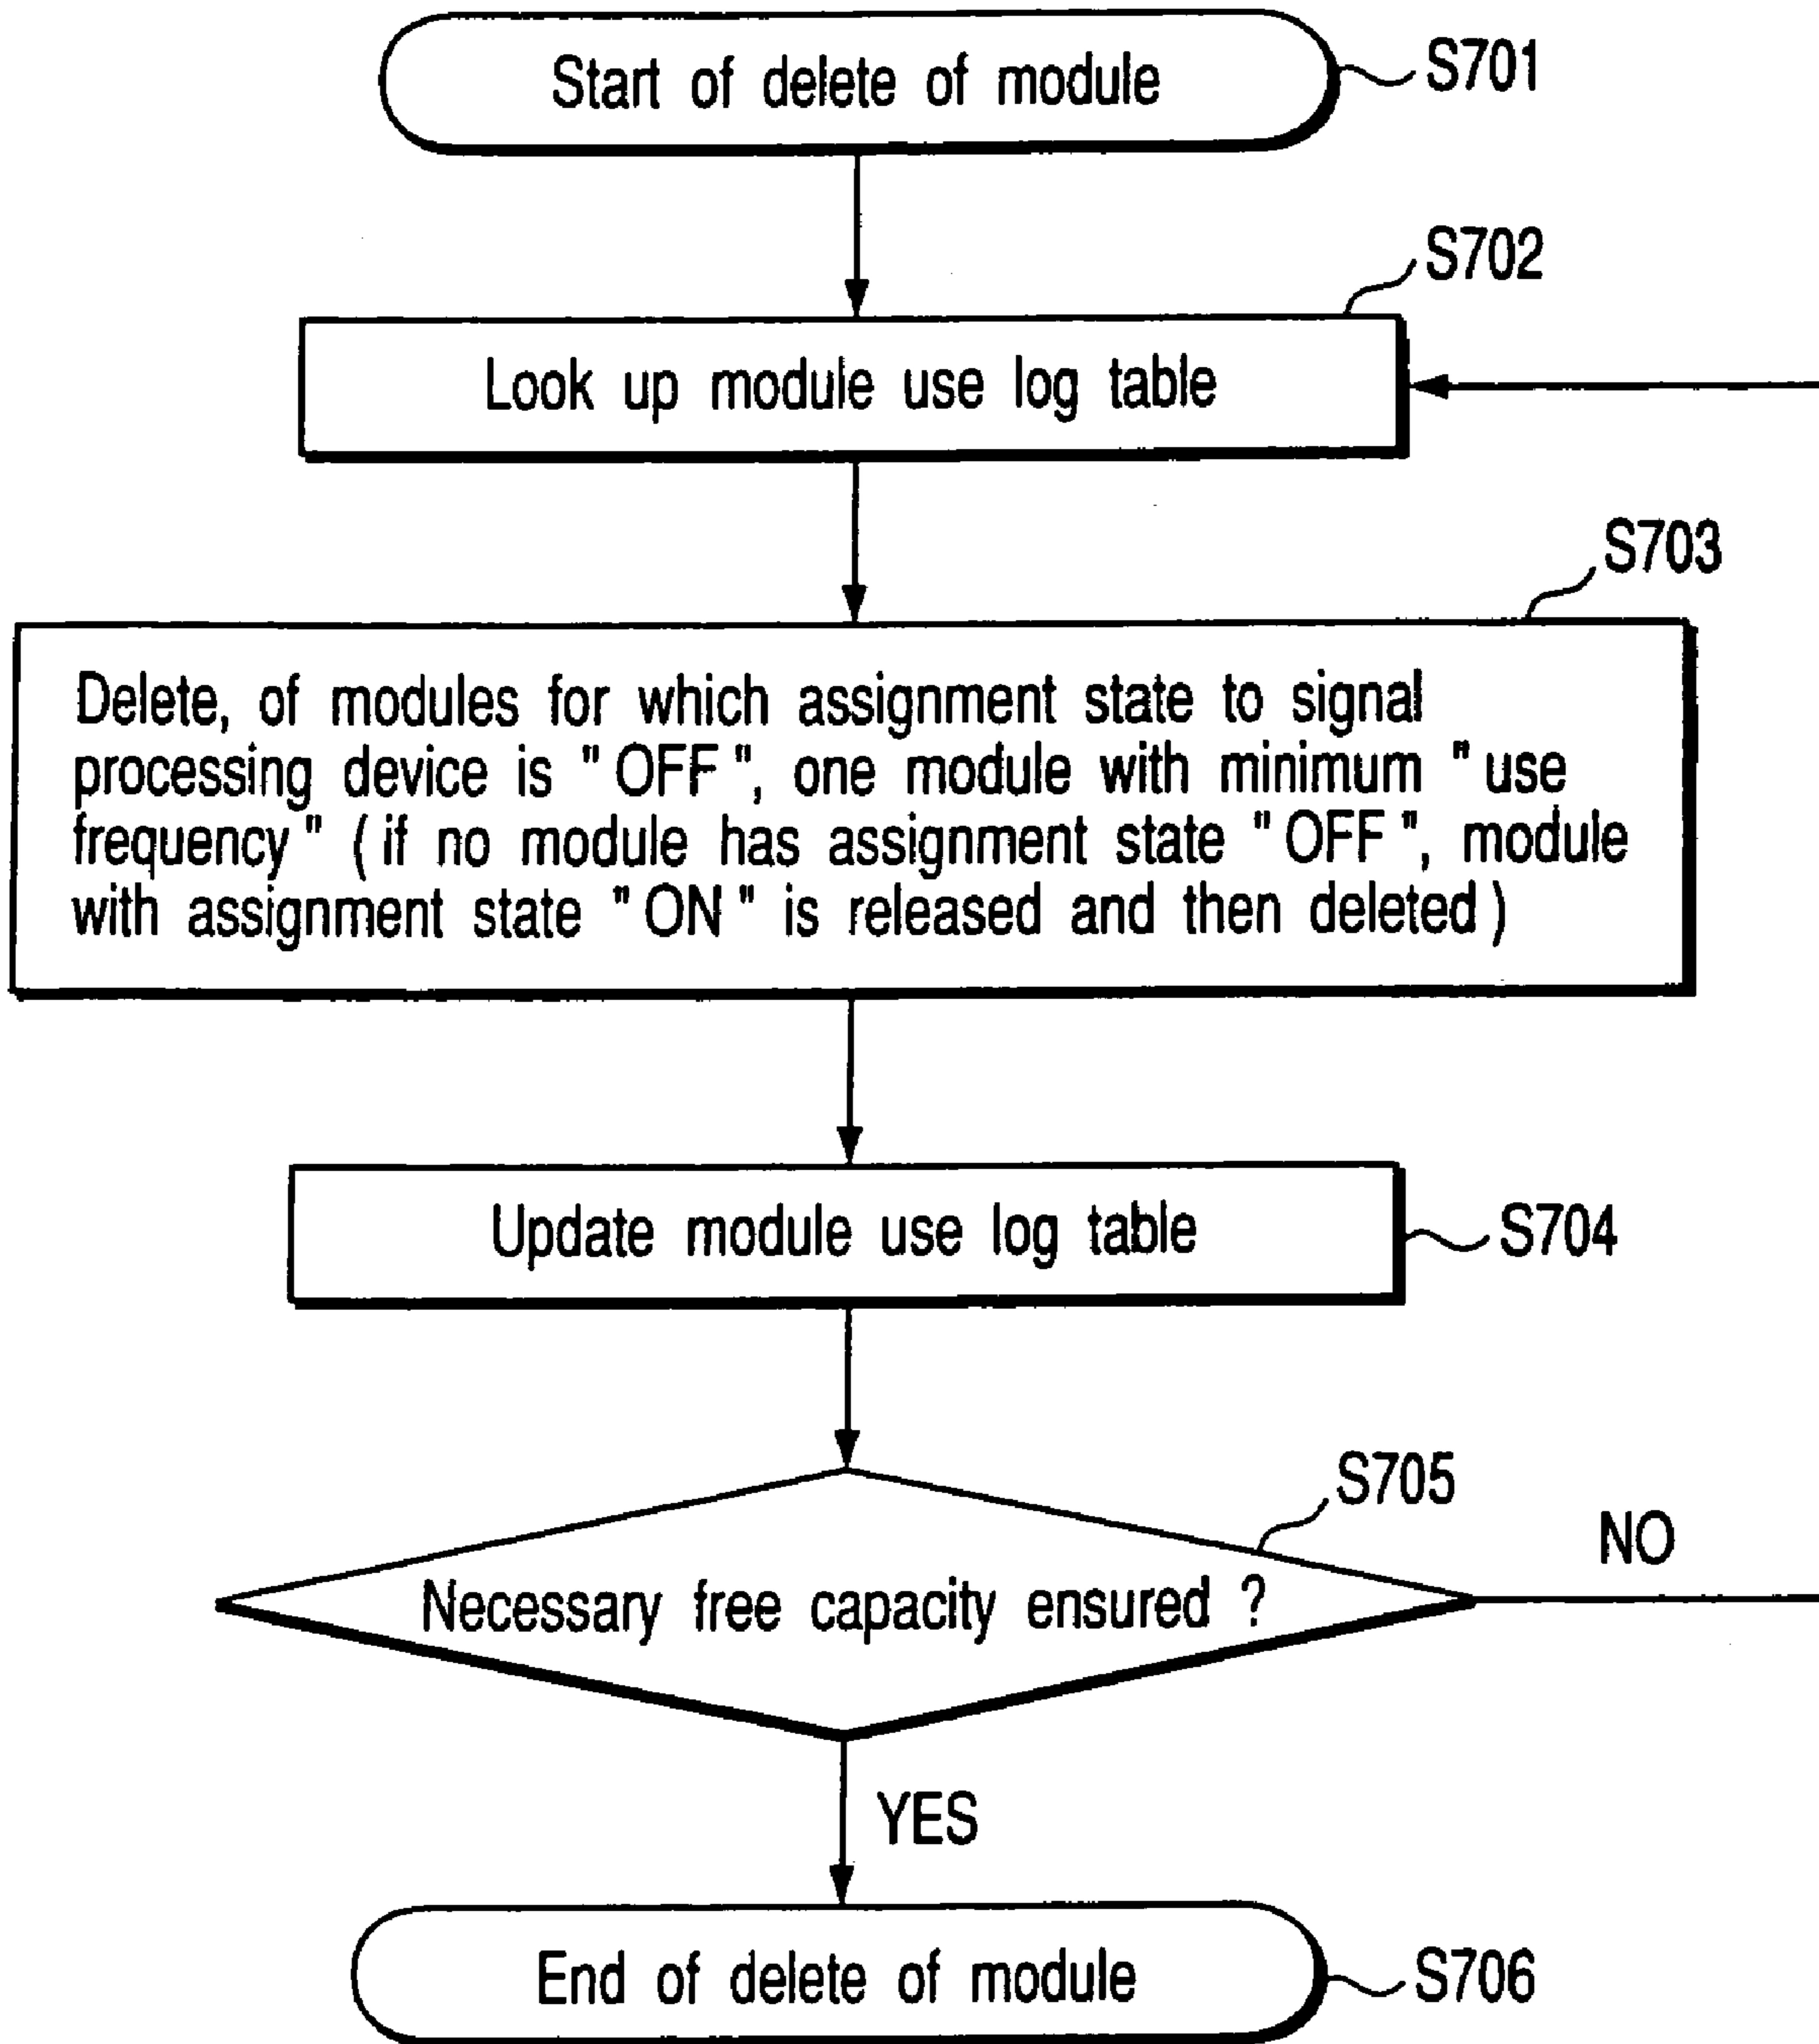 Start of delete of module
S701
S702
Look up module use log table
S703
Delete, of modules for which assignment state to signal
processing device is "OFF", one module with minimum "use
frequency" (if no module has assignment state "OFF", module
with assignment state "ON" is released and then deleted)
Update module use log table
S704
S705
Necessary free capacity ensured ?
NO
YES
End of delete of module
S706